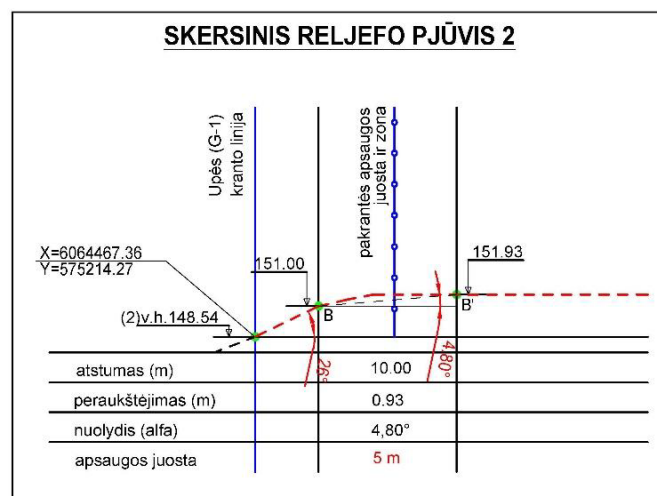 SKERSINIS RELJEFO PJŪVIS 2
Upės (G-1)
kranto linija
pakrantės apsaugos
juosta ir zona
X=6064467.36
Y=575214.27
151.00
151.93
(2)v.h.148.54
B
B'
26°
4.80°
atstumas (m) 10.00
peraukštėjimas (m) 0.93
nuolydis (alfa) 4,80°
apsaugos juosta 5 m